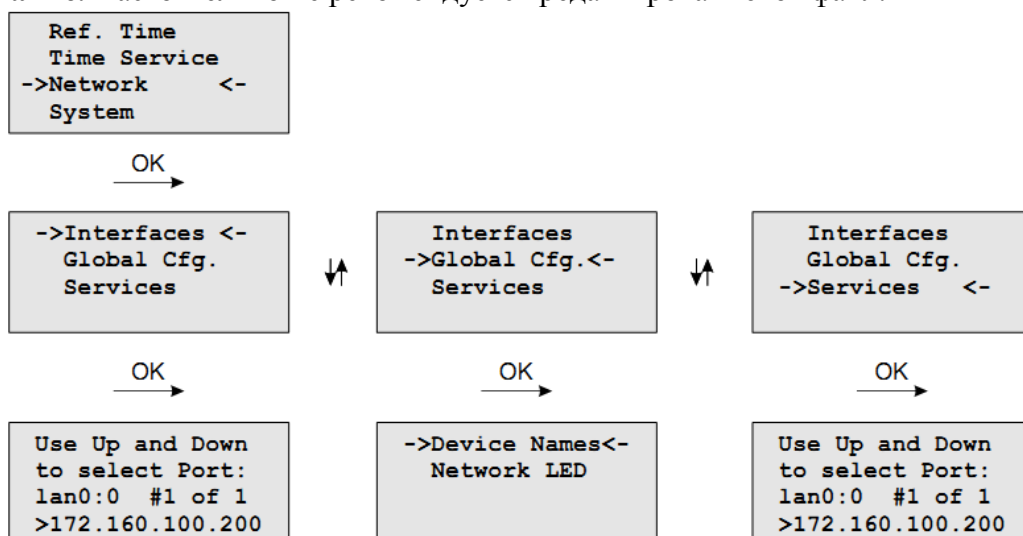 не рекомендуется редактировать
Ref. Time
Time Service
->Network <-
System
OK
->Interfaces <-
Global Cfg.
Services
Interfaces
->Global Cfg.<-
Services
Interfaces
Global Cfg.
->Services <-
OK
OK
OK
Use Up and Down
to select Port:
lan0:0 #1 of 1
>172.160.100.200
->Device Names<-
Network LED
Use Up and Down
to select Port:
lan0:0 #1 of 1
>172.160.100.200